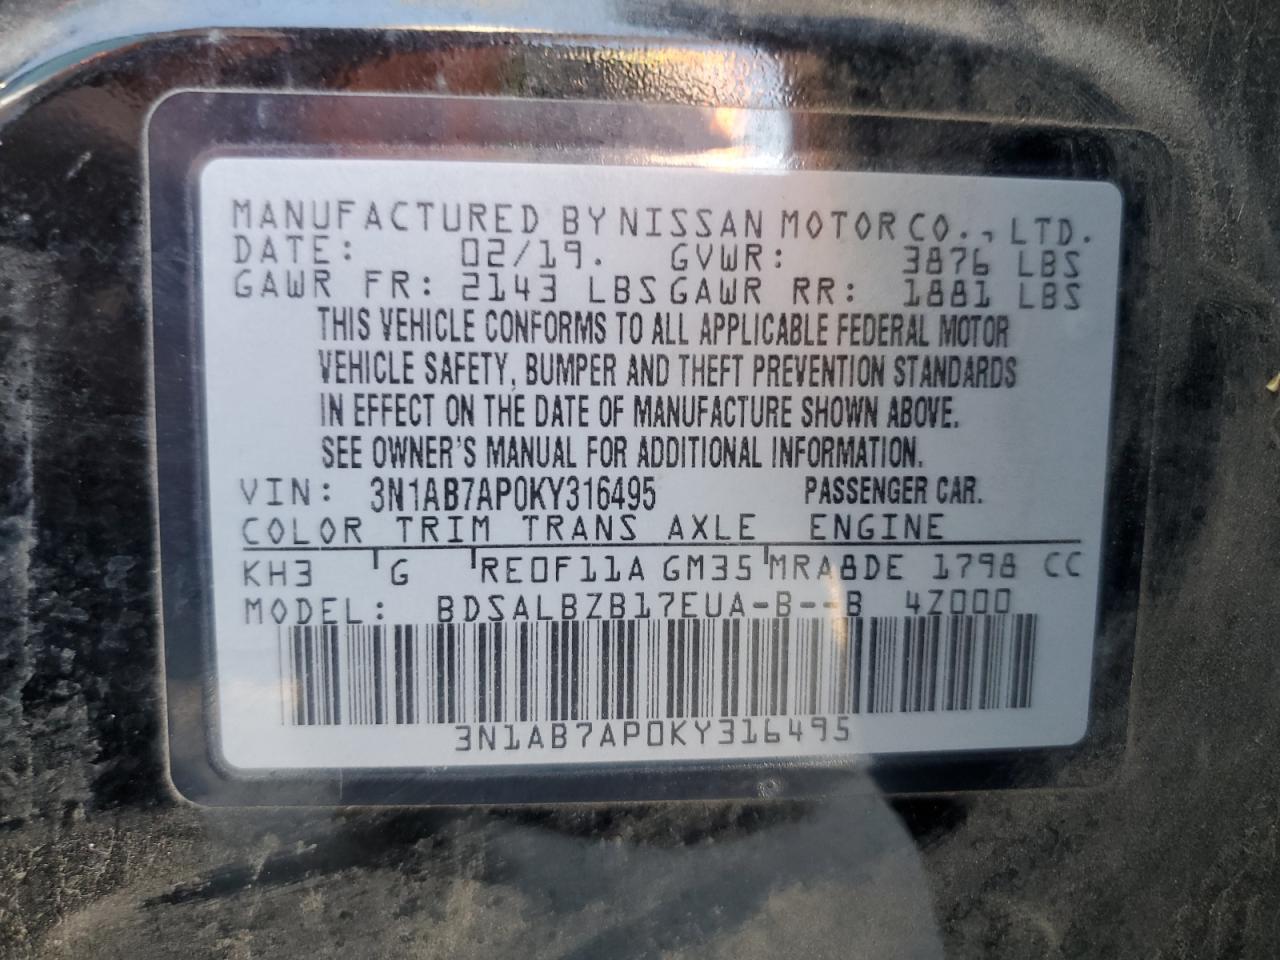 MANUFACTURED BY NISSAN MOTOR CO., LTD.
DATE: 02/19. GVWR: 3876 LBS
GAWR FR: 2143 LBS GAWR RR: 1881 LBS
THIS VEHICLE CONFORMS TO ALL APPLICABLE FEDERAL MOTOR
VEHICLE SAFETY, BUMPER AND THEFT PREVENTION STANDARDS
IN EFFECT ON THE DATE OF MANUFACTURE SHOWN ABOVE.
SEE OWNER'S MANUAL FOR ADDITIONAL INFORMATION.
VIN: 3N1AB7AP0KY316495 PASSENGER CAR.
COLOR TRIM TRANS AXLE ENGINE
KH3 G RE0F11A GM35 MRA8DE 1798 CC
MODEL: BDSALBZB17EUA-B--B 4Z000
3N1AB7AP0KY316495